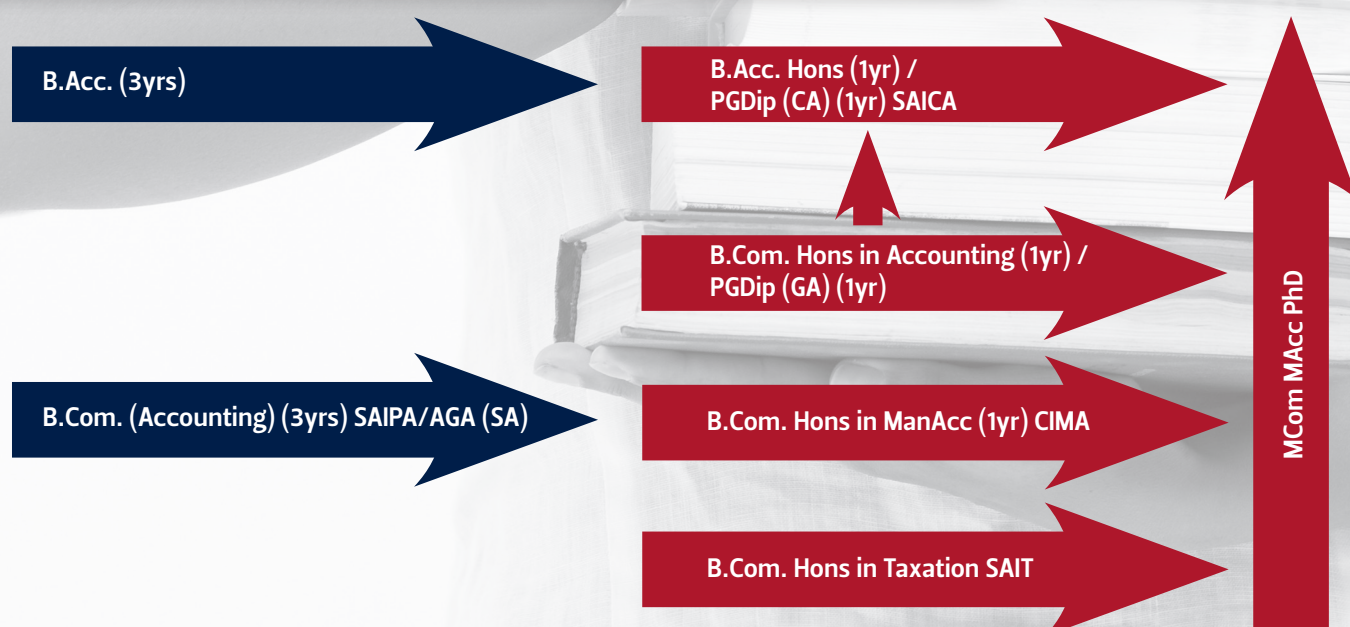 B.Acc. (3yrs)
B.Acc. Hons (1yr) /
PGDip (CA) (1yr) SAICA
B.Com. Hons in Accounting (1yr) /
PGDip (GA) (1yr)
B.Com. (Accounting) (3yrs) SAIPA/AGA (SA)
B.Com. Hons in ManAcc (1yr) CIMA
B.Com. Hons in Taxation SAIT
MCom MAcc PhD